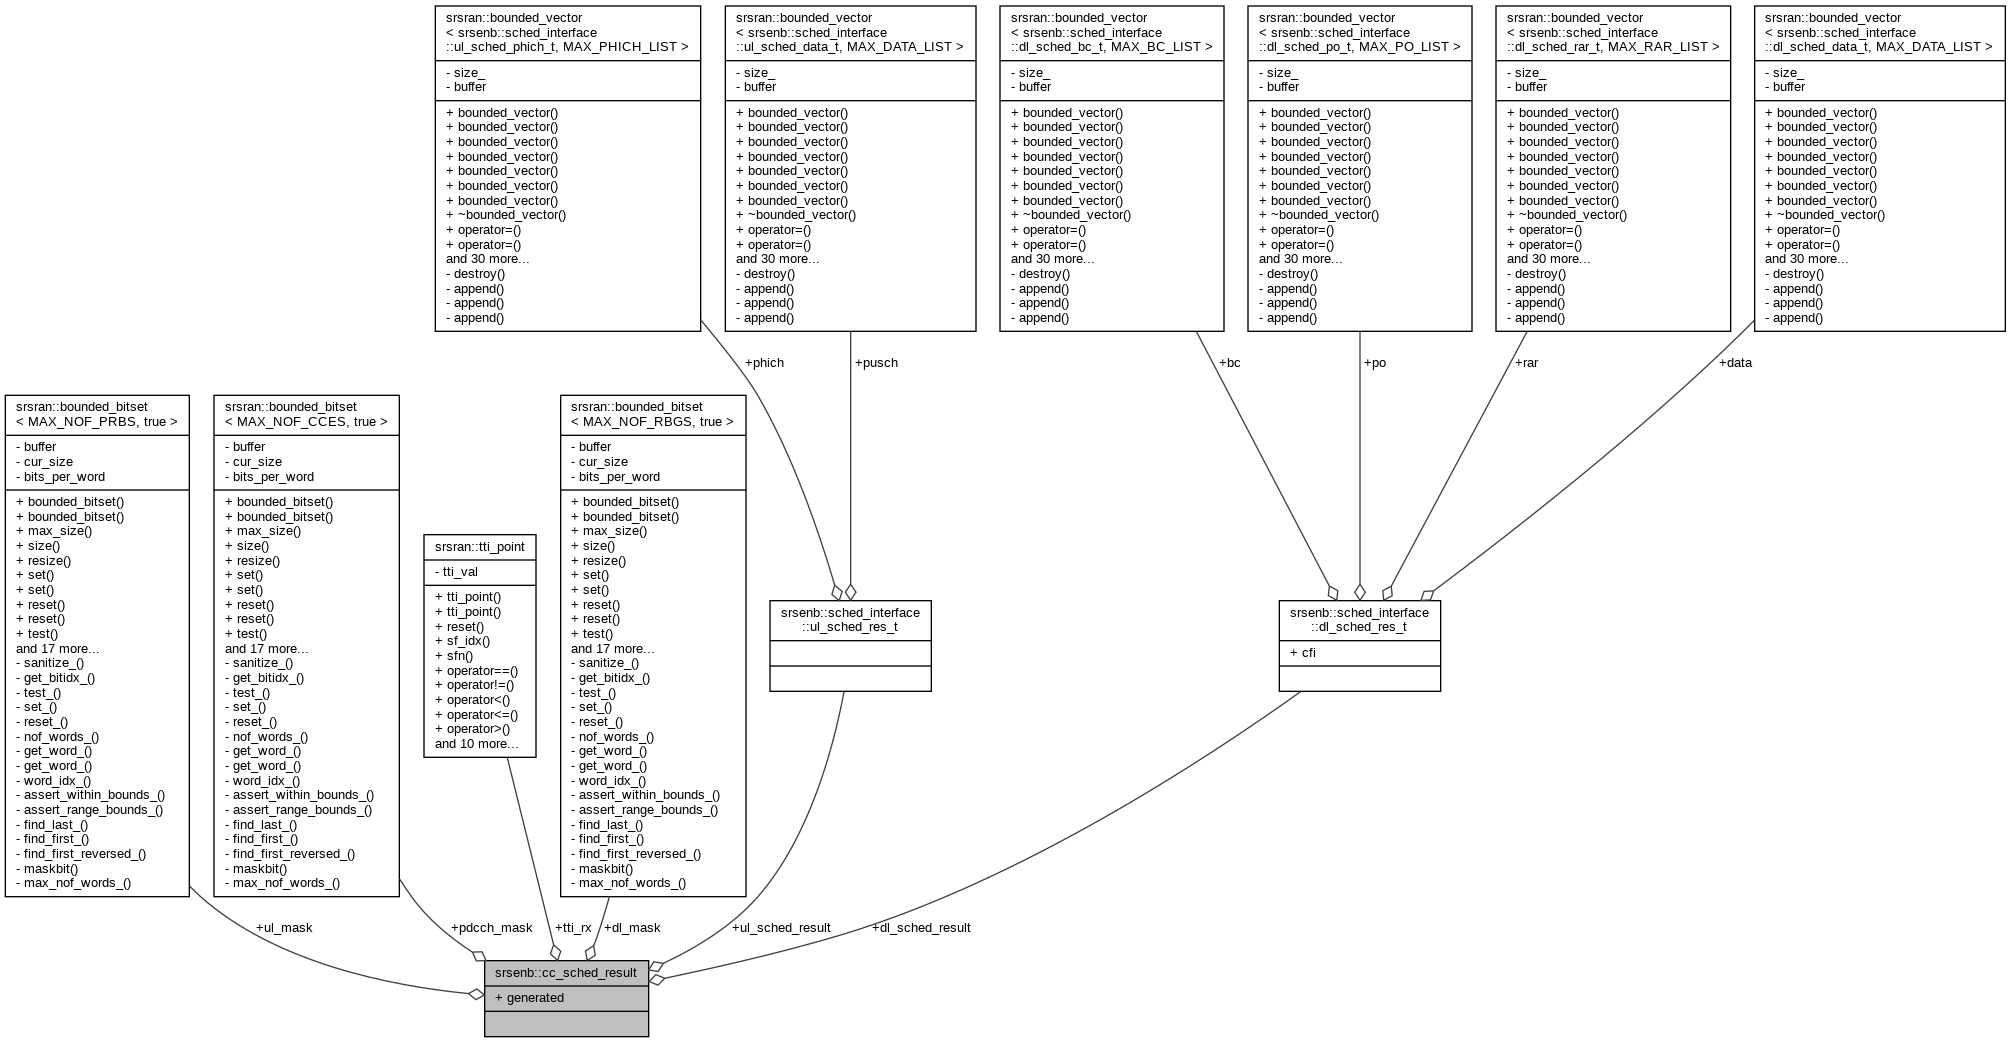 srsran::bounded_vector
< srsenb::sched_interface
::ul_sched_phich_t, MAX_PHICH_LIST >
- size_
- buffer
+ bounded_vector()
+ bounded_vector()
+ bounded_vector()
+ bounded_vector()
+ bounded_vector()
+ bounded_vector()
+ bounded_vector()
+ ~bounded_vector()
+ operator=()
+ operator=()
and 30 more...
- destroy()
- append()
- append()
- append()
srsran::bounded_vector
< srsenb::sched_interface
::ul_sched_data_t, MAX_DATA_LIST >
- size_
- buffer
+ bounded_vector()
+ bounded_vector()
+ bounded_vector()
+ bounded_vector()
+ bounded_vector()
+ bounded_vector()
+ bounded_vector()
+ ~bounded_vector()
+ operator=()
+ operator=()
and 30 more...
- destroy()
- append()
- append()
- append()
srsran::bounded_vector
< srsenb::sched_interface
::dl_sched_bc_t, MAX_BC_LIST >
- size_
- buffer
+ bounded_vector()
+ bounded_vector()
+ bounded_vector()
+ bounded_vector()
+ bounded_vector()
+ bounded_vector()
+ bounded_vector()
+ ~bounded_vector()
+ operator=()
+ operator=()
and 30 more...
- destroy()
- append()
- append()
- append()
srsran::bounded_vector
< srsenb::sched_interface
::dl_sched_po_t, MAX_PO_LIST >
- size_
- buffer
+ bounded_vector()
+ bounded_vector()
+ bounded_vector()
+ bounded_vector()
+ bounded_vector()
+ bounded_vector()
+ bounded_vector()
+ ~bounded_vector()
+ operator=()
+ operator=()
and 30 more...
- destroy()
- append()
- append()
- append()
srsran::bounded_vector
< srsenb::sched_interface
::dl_sched_rar_t, MAX_RAR_LIST >
- size_
- buffer
+ bounded_vector()
+ bounded_vector()
+ bounded_vector()
+ bounded_vector()
+ bounded_vector()
+ bounded_vector()
+ bounded_vector()
+ ~bounded_vector()
+ operator=()
+ operator=()
and 30 more...
- destroy()
- append()
- append()
- append()
srsran::bounded_vector
< srsenb::sched_interface
::dl_sched_data_t, MAX_DATA_LIST >
- size_
- buffer
+ bounded_vector()
+ bounded_vector()
+ bounded_vector()
+ bounded_vector()
+ bounded_vector()
+ bounded_vector()
+ bounded_vector()
+ ~bounded_vector()
+ operator=()
+ operator=()
and 30 more...
- destroy()
- append()
- append()
- append()
+phich
+pusch
+bc
+po
+rar
+data
srsran::bounded_bitset
< MAX_NOF_PRBS, true >
- buffer
- cur_size
- bits_per_word
+ bounded_bitset()
+ bounded_bitset()
+ max_size()
+ size()
+ resize()
+ set()
+ set()
+ reset()
+ reset()
+ test()
and 17 more...
- sanitize_()
- get_bitidx_()
- test_()
- set_()
- reset_()
- nof_words_()
- get_word_()
- get_word_()
- word_idx_()
- assert_within_bounds_()
- assert_range_bounds_()
- find_last_()
- find_first_()
- find_first_reversed_()
- maskbit()
- max_nof_words_()
srsran::bounded_bitset
< MAX_NOF_CCES, true >
- buffer
- cur_size
- bits_per_word
+ bounded_bitset()
+ bounded_bitset()
+ max_size()
+ size()
+ resize()
+ set()
+ set()
+ reset()
+ reset()
+ test()
and 17 more...
- sanitize_()
- get_bitidx_()
- test_()
- set_()
- reset_()
- nof_words_()
- get_word_()
- get_word_()
- word_idx_()
- assert_within_bounds_()
- assert_range_bounds_()
- find_last_()
- find_first_()
- find_first_reversed_()
- maskbit()
- max_nof_words_()
srsran::tti_point
- tti_val
+ tti_point()
+ tti_point()
+ reset()
+ sf_idx()
+ sfn()
+ operator==()
+ operator!=()
+ operator<()
+ operator<=()
+ operator>()
and 10 more...
srsran::bounded_bitset
< MAX_NOF_RBGS, true >
- buffer
- cur_size
- bits_per_word
+ bounded_bitset()
+ bounded_bitset()
+ max_size()
+ size()
+ resize()
+ set()
+ set()
+ reset()
+ reset()
+ test()
and 17 more...
- sanitize_()
- get_bitidx_()
- test_()
- set_()
- reset_()
- nof_words_()
- get_word_()
- get_word_()
- word_idx_()
- assert_within_bounds_()
- assert_range_bounds_()
- find_last_()
- find_first_()
- find_first_reversed_()
- maskbit()
- max_nof_words_()
srsenb::sched_interface
::ul_sched_res_t
srsenb::sched_interface
::dl_sched_res_t
+ cfi
+ul_mask
+pdcch_mask
+tti_rx
+dl_mask
+ul_sched_result
+dl_sched_result
srsenb::cc_sched_result
+ generated